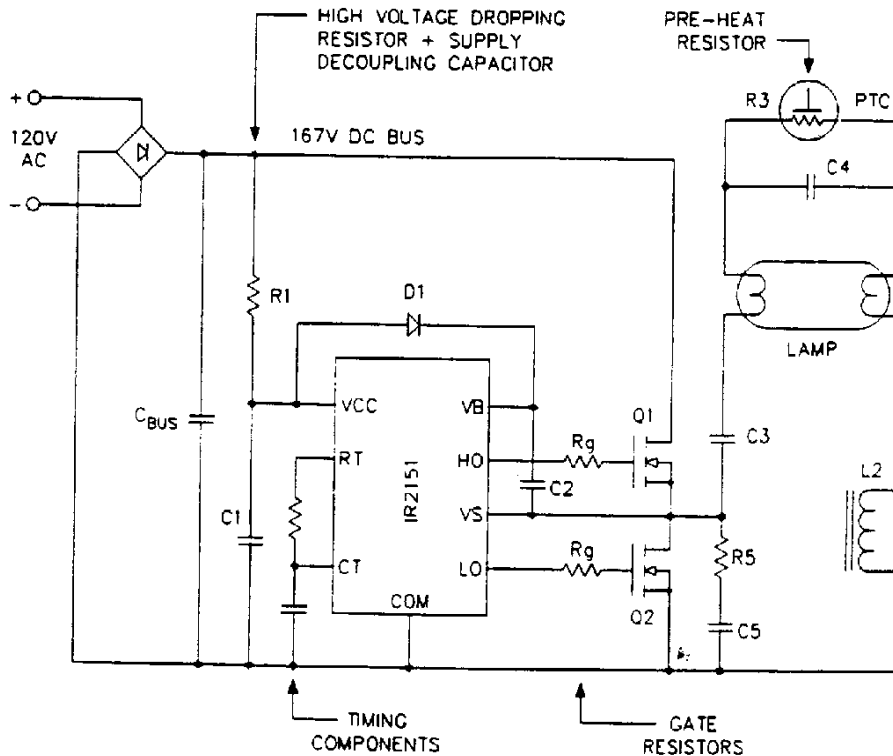 HIGH VOLTAGE DROPPING
RESISTOR + SUPPLY
DECOUPLING CAPACITOR
PRE-HEAT
RESISTOR
R3
PTC
+
120V
AC
-
167V DC BUS
C4
R1
D1
LAMP
CBUS
VCC
VB
Q1
C3
RT
HO
Rg
L2
IR2151
C2
C1
VS
CT
LO
Rg
R5
COM
Q2
C5
TIMING
COMPONENTS
GATE
RESISTORS